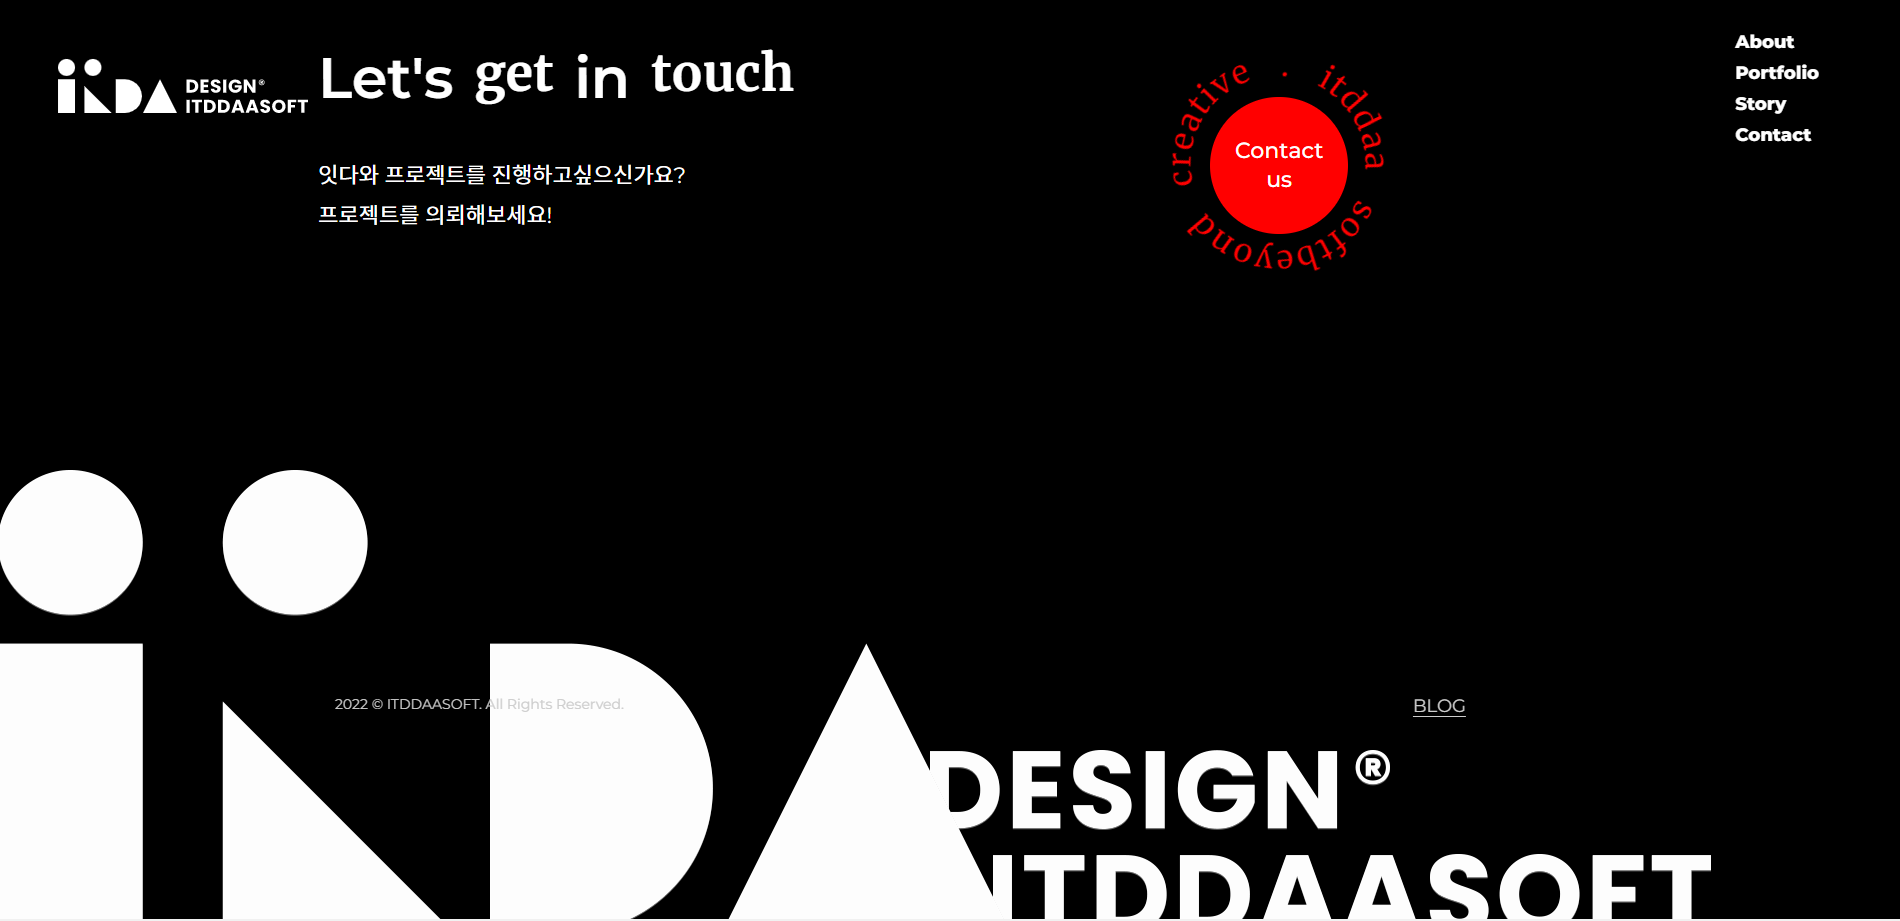 DESIGN®
ITDDAASOFT
Let's get in touch
잇다와 프로젝트를 진행하고싶으신가요?
프로젝트를 의뢰해보세요!
creative · itddaa softbeyond
Contact
us
About
Portfolio
Story
Contact
2022 © ITDDAASOFT. All Rights Reserved.
BLOG
DESIGN®
ITDDAASOFT